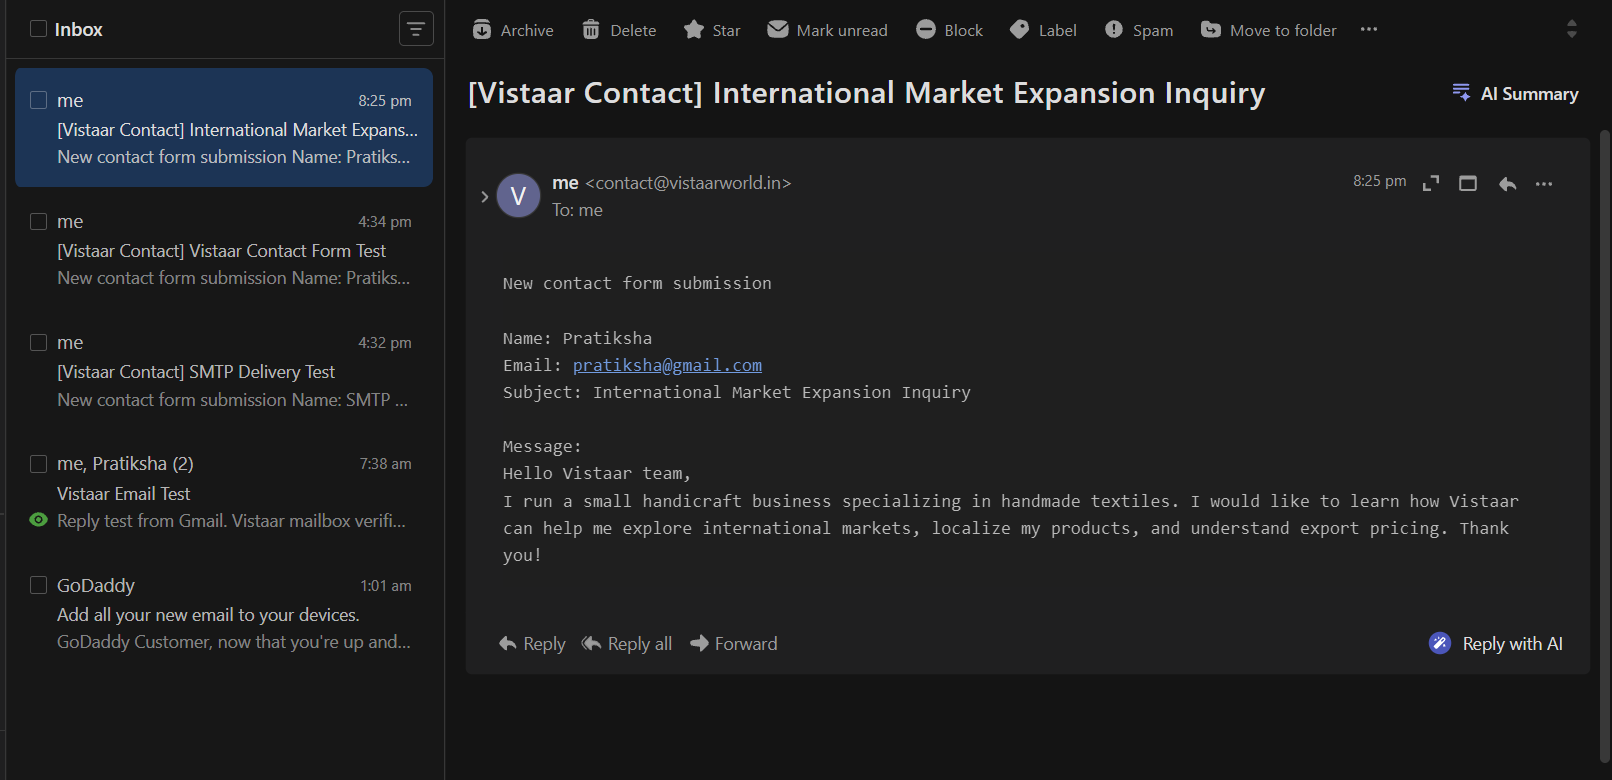 Inbox
me 8:25 pm
[Vistaar Contact] International Market Expans...
New contact form submission Name: Pratiks...
me 4:34 pm
[Vistaar Contact] Vistaar Contact Form Test
New contact form submission Name: Pratiks...
me 4:32 pm
[Vistaar Contact] SMTP Delivery Test
New contact form submission Name: SMTP ...
me, Pratiksha (2) 7:38 am
Vistaar Email Test
Reply test from Gmail. Vistaar mailbox verifi...
GoDaddy 1:01 am
Add all your new email to your devices.
GoDaddy Customer, now that you're up and...
Archive Delete Star Mark unread Block Label Spam Move to folder
[Vistaar Contact] International Market Expansion Inquiry
AI Summary
V
me <contact@vistaarworld.in> 8:25 pm
To: me
New contact form submission
Name: Pratiksha
Email: pratiksha@gmail.com
Subject: International Market Expansion Inquiry
Message:
Hello Vistaar team,
I run a small handicraft business specializing in handmade textiles. I would like to learn how Vistaar
can help me explore international markets, localize my products, and understand export pricing. Thank
you!
Reply Reply all Forward
Reply with AI